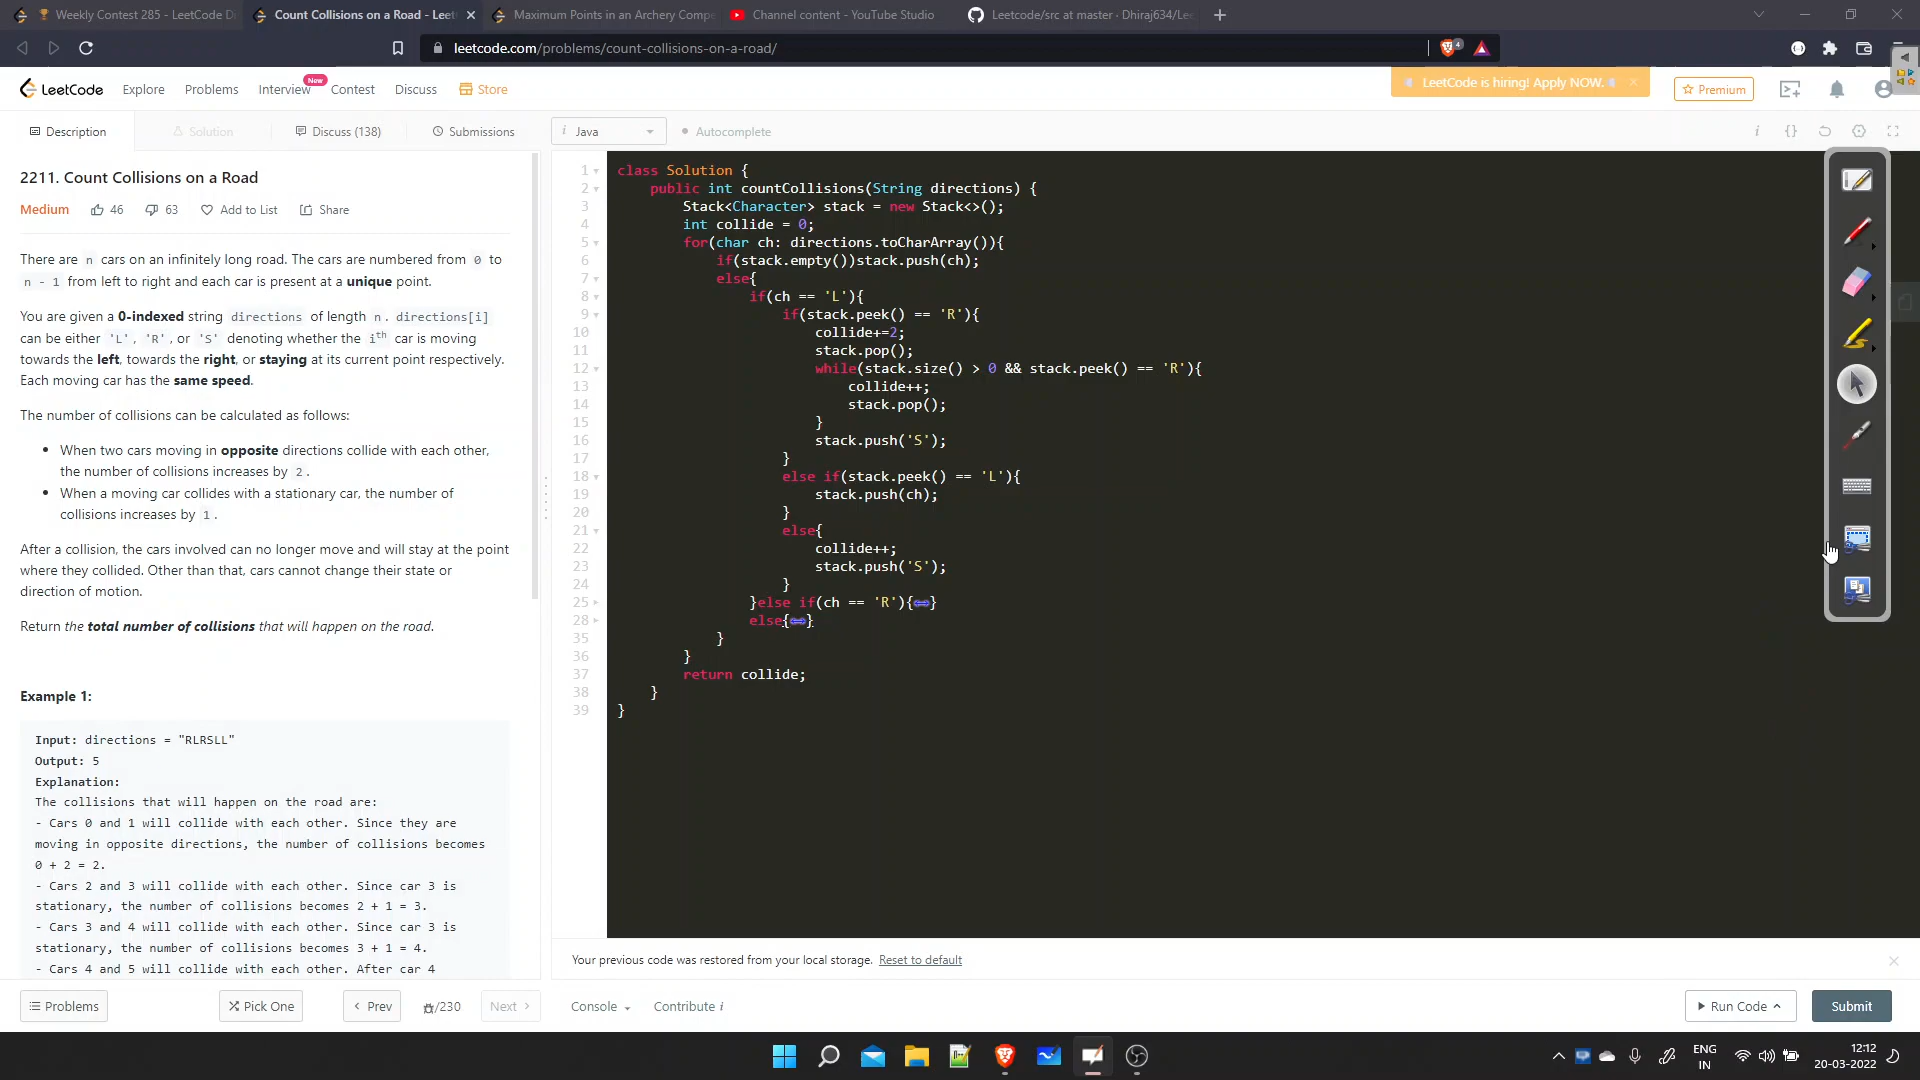 Weekly Contest 285 - LeetCode D
Count Collisions on a Road - Leet
Maximum Points in an Archery Compe
Channel content - YouTube Studio
Leetcode/src at master · Dhiraj634/Le
leetcode.com/problems/count-collisions-on-a-road/
4
LeetCode
Explore
Problems
Interview
New
Contest
Discuss
Store
LeetCode is hiring! Apply NOW.
Premium
Description
Solution
Discuss (138)
Submissions
i Java
Autocomplete
2211. Count Collisions on a Road
Medium
46
63
Add to List
Share
There are n cars on an infinitely long road. The cars are numbered from 0 to
n - 1 from left to right and each car is present at a unique point.
You are given a 0-indexed string directions of length n. directions[i]
can be either 'L', 'R', or 'S' denoting whether the ith car is moving
towards the left, towards the right, or staying at its current point respectively.
Each moving car has the same speed.
The number of collisions can be calculated as follows:
• When two cars moving in opposite directions collide with each other,
the number of collisions increases by 2.
• When a moving car collides with a stationary car, the number of
collisions increases by 1.
After a collision, the cars involved can no longer move and will stay at the point
where they collided. Other than that, cars cannot change their state or
direction of motion.
Return the total number of collisions that will happen on the road.
Example 1:
Input: directions = "RLRSLL"
Output: 5
Explanation:
The collisions that will happen on the road are:
- Cars 0 and 1 will collide with each other. Since they are
moving in opposite directions, the number of collisions becomes
0 + 2 = 2.
- Cars 2 and 3 will collide with each other. Since car 3 is
stationary, the number of collisions becomes 2 + 1 = 3.
- Cars 3 and 4 will collide with each other. Since car 3 is
stationary, the number of collisions becomes 3 + 1 = 4.
- Cars 4 and 5 will collide with each other. After car 4
1 class Solution {
2 public int countCollisions(String directions) {
3 Stack<Character> stack = new Stack<>();
4 int collide = 0;
5 for(char ch: directions.toCharArray()){
6 if(stack.empty())stack.push(ch);
7 else{
8 if(ch == 'L'){
9 if(stack.peek() == 'R'){
10 collide+=2;
11 stack.pop();
12 while(stack.size() > 0 && stack.peek() == 'R'){
13 collide++;
14 stack.pop();
15 }
16 stack.push('S');
17 }
18 else if(stack.peek() == 'L'){
19 stack.push(ch);
20 }
21 else{
22 collide++;
23 stack.push('S');
24 }
25 }else if(ch == 'R'){}
28 else{}
35 }
36 }
37 return collide;
38 }
39 }
Your previous code was restored from your local storage. Reset to default
Problems
Pick One
Prev
/230
Next
Console
Contribute i
Run Code
Submit
ENG
IN
12:12
20-03-2022